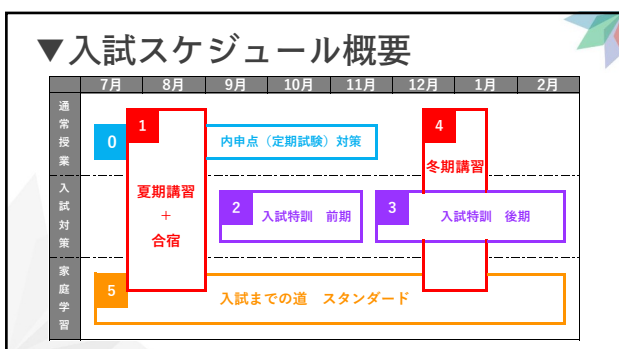 ▼入試スケジュール概要
7月 8月 9月 10月 11月 12月 1月 2月
通常授業
0
1
夏期講習
+
合宿
内申点（定期試験）対策
4
冬期講習
入試対策
2
入試特訓　前期
3
入試特訓　後期
家庭学習
5
入試までの道　スタンダード